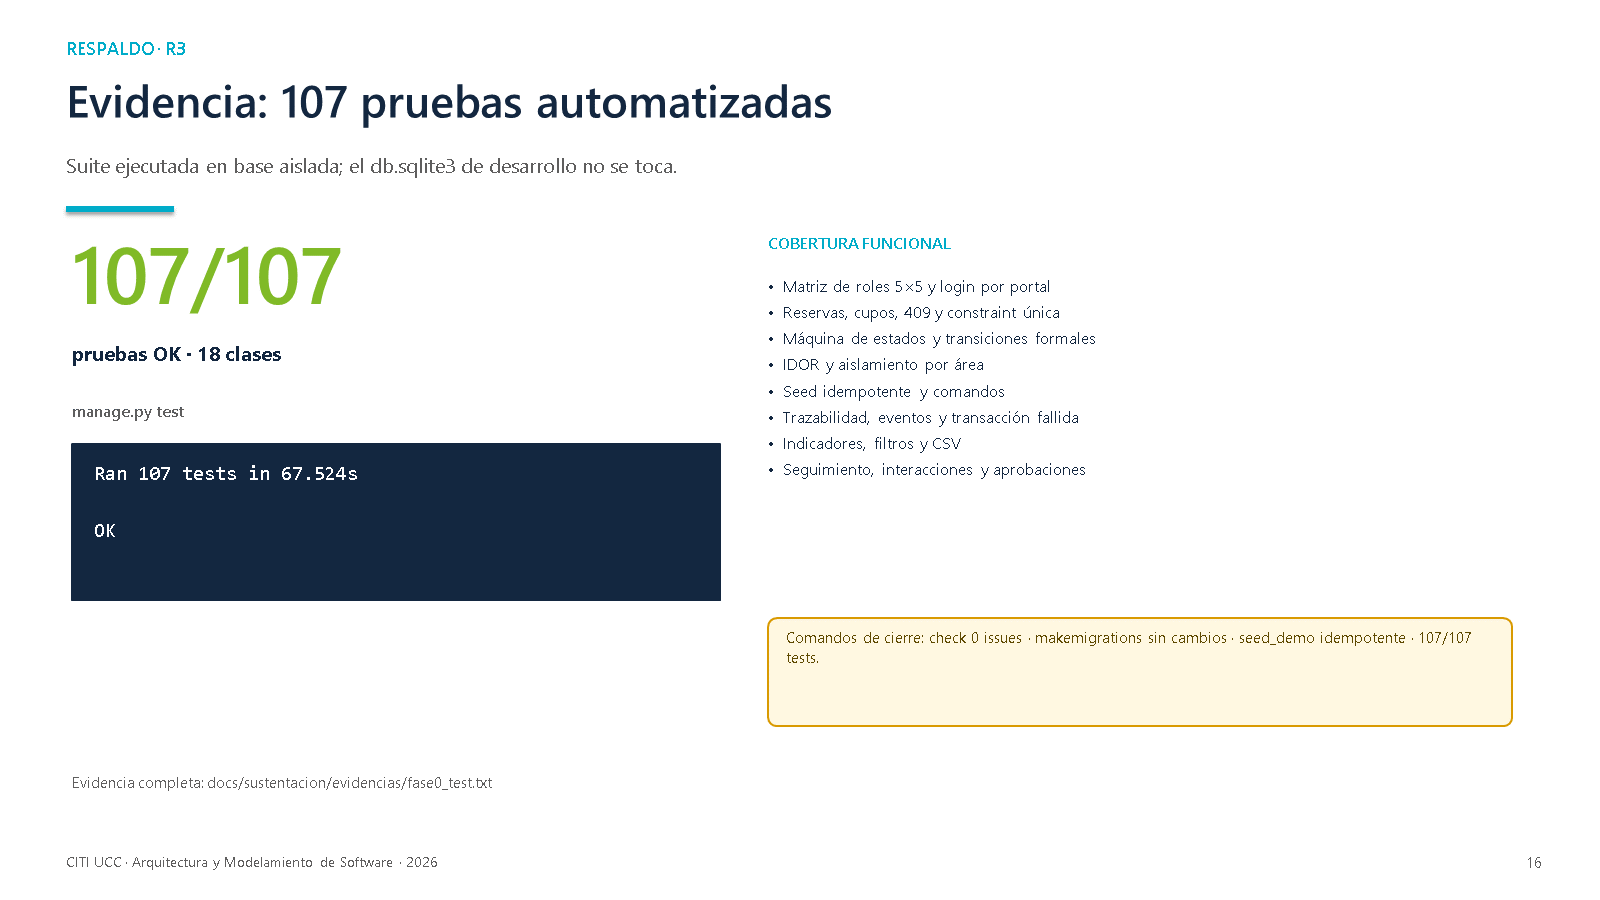 RESPALDO · R3
Evidencia: 107 pruebas automatizadas
Suite ejecutada en base aislada; el db.sqlite3 de desarrollo no se toca.
107/107
pruebas OK · 18 clases
manage.py test
Ran 107 tests in 67.524s
OK
COBERTURA FUNCIONAL
• Matriz de roles 5×5 y login por portal
• Reservas, cupos, 409 y constraint única
• Máquina de estados y transiciones formales
• IDOR y aislamiento por área
• Seed idempotente y comandos
• Trazabilidad, eventos y transacción fallida
• Indicadores, filtros y CSV
• Seguimiento, interacciones y aprobaciones
Comandos de cierre: check 0 issues · makemigrations sin cambios · seed_demo idempotente · 107/107
tests.
Evidencia completa: docs/sustentacion/evidencias/fase0_test.txt
CITI UCC · Arquitectura y Modelamiento de Software · 2026
16